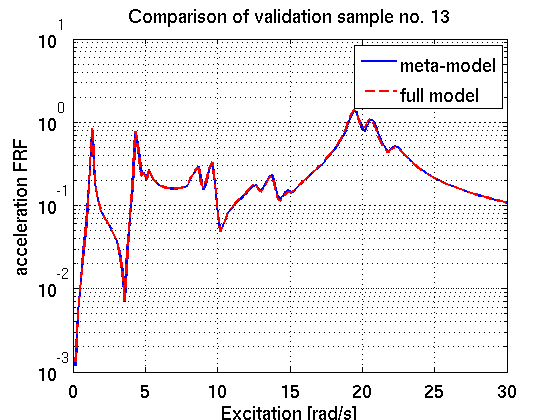 Comparison of validation sample no. 13
acceleration FRF
10^1
10^0
10^-1
10^-2
10^-3
meta-model
full model
0 5 10 15 20 25 30
Excitation [rad/s]